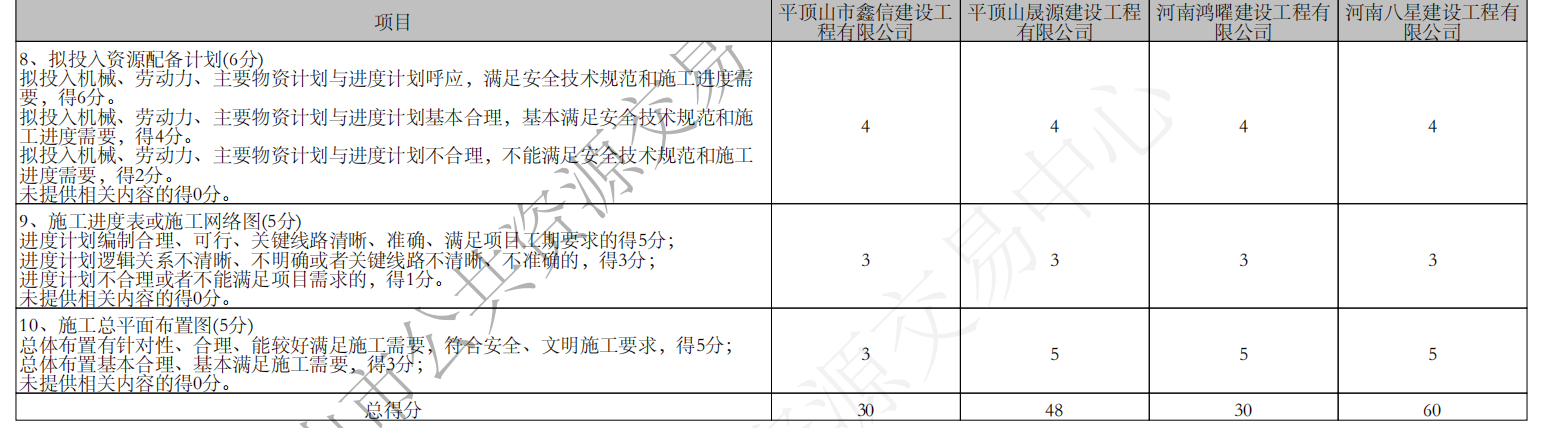 项目
平顶山市鑫信建设工
程有限公司
平顶山晟源建设工程
有限公司
河南鸿曜建设工程有
限公司
河南八星建设工程有
限公司
8、拟投入资源配备计划(6分)
拟投入机械、劳动力、主要物资计划与进度计划呼应，满足安全技术规范和施工进度需
要，得6分。
拟投入机械、劳动力、主要物资计划与进度计划基本合理，基本满足安全技术规范和施
工进度需要，得4分。
拟投入机械、劳动力、主要物资计划与进度计划不合理，不能满足安全技术规范和施工
进度需要，得2分。
未提供相关内容的得0分。
4
4
4
4
9、施工进度表或施工网络图(5分)
进度计划编制合理、可行、关键线路清晰、准确、满足项目工期要求的得5分；
进度计划逻辑关系不清晰、不明确或者关键线路不清晰、不准确的，得3分；
进度计划不合理或者不能满足项目需求的，得1分。
未提供相关内容的得0分。
3
3
3
3
10、施工总平面布置图(5分)
总体布置有针对性、合理、能较好满足施工需要，符合安全、文明施工要求，得5分；
总体布置基本合理、基本满足施工需要，得3分；
未提供相关内容的得0分。
3
5
5
5
总得分
30
48
30
60
山市公共资源交易
源交易中心